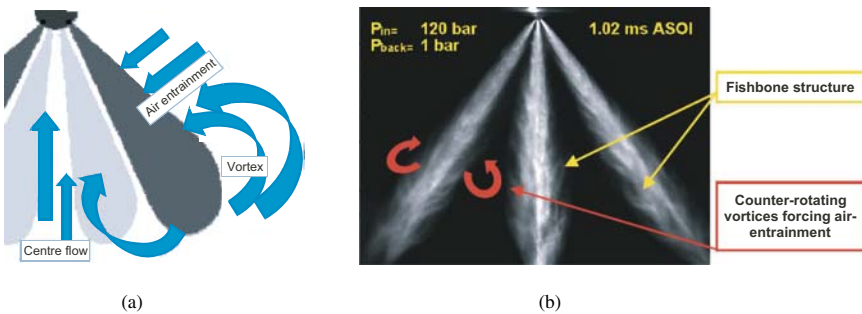 Air entrainment
Vortex
Centre flow
(a)
Pin= 120 bar
Pback= 1 bar
1.02 ms ASOI
Fishbone structure
Counter-rotating
vortices forcing air-
entrainment
(b)